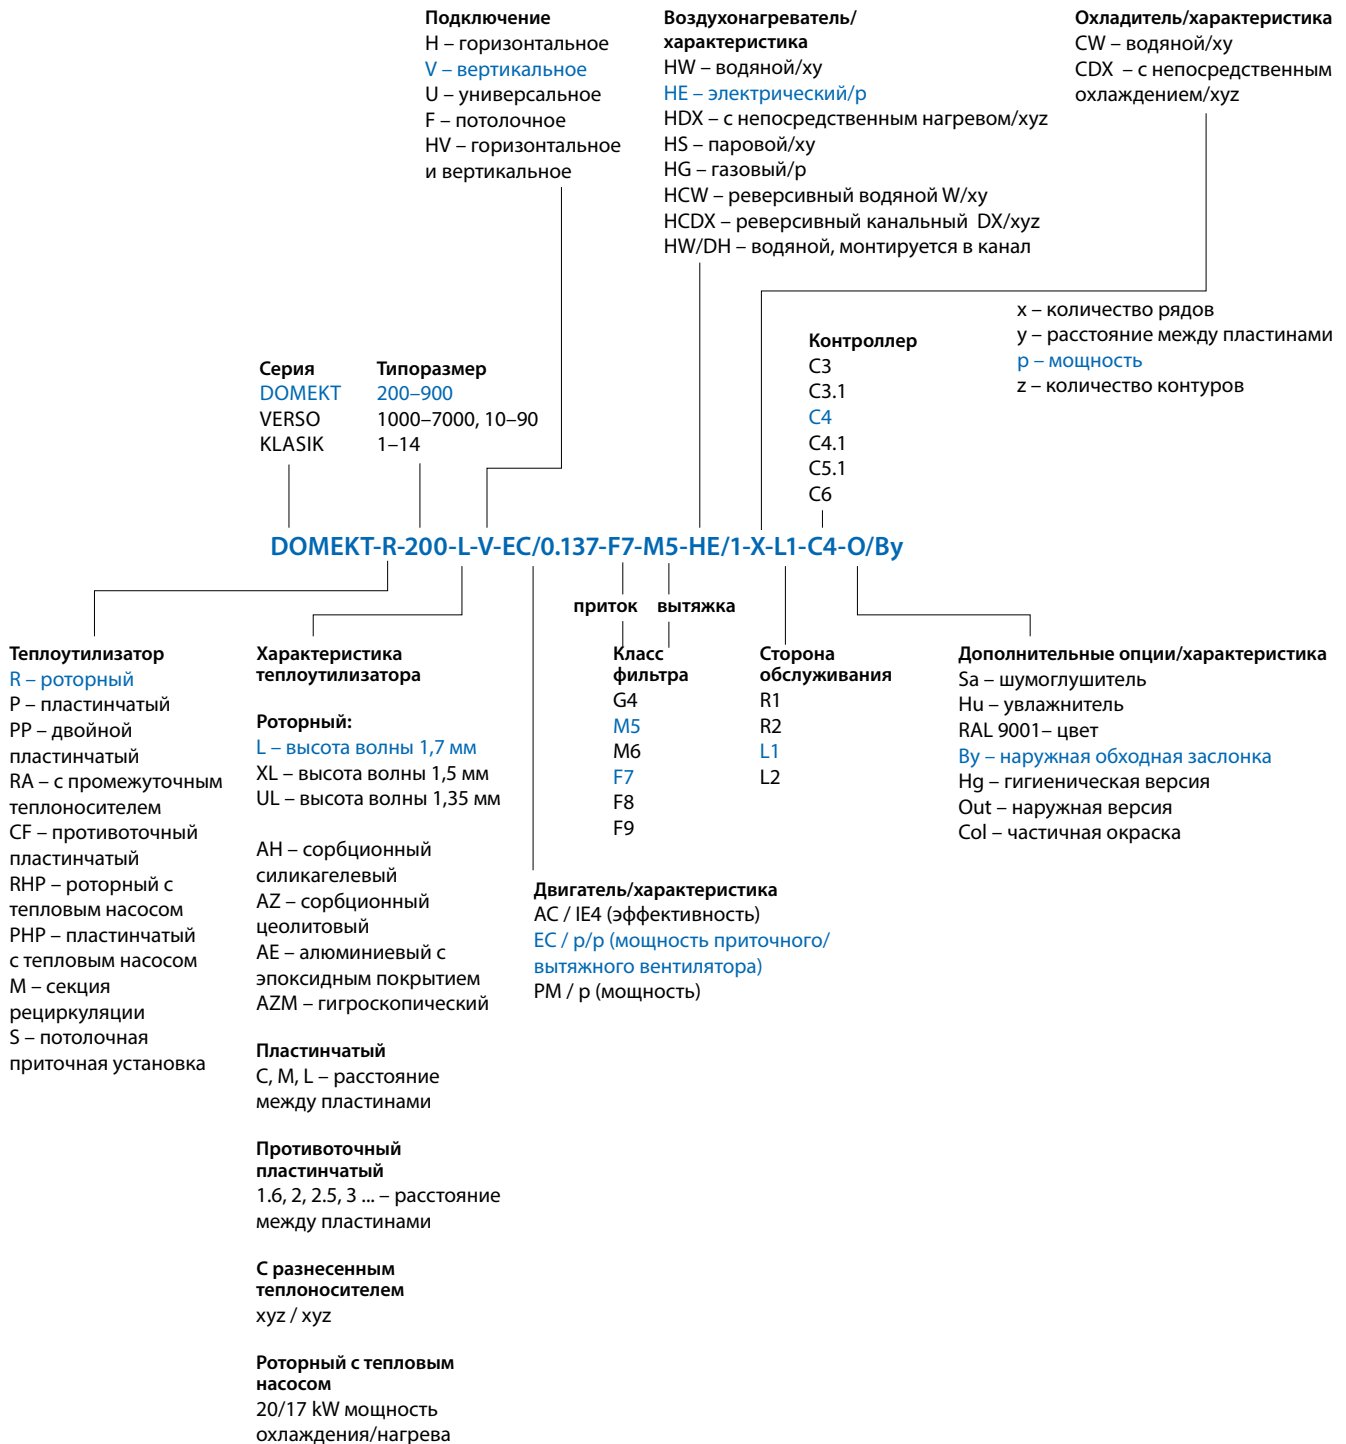 Подключение
H – горизонтальное
V – вертикальное
U – универсальное
F – потолочное
HV – горизонтальное
и вертикальное
Воздухонагреватель/
характеристика
HW – водяной/xy
HE – электрический/p
HDX – с непосредственным нагревом/xyz
HS – паровой/xy
HG – газовый/p
HCW – реверсивный водяной W/xy
HCDX – реверсивный канальный DX/xyz
HW/DH – водяной, монтируется в канал
Охладитель/характеристика
CW – водяной/xy
CDX – с непосредственным
охлаждением/xyz
x – количество рядов
y – расстояние между пластинами
p – мощность
z – количество контуров
Серия
DOMEKT
VERSO
KLASIK
Типоразмер
200–900
1000–7000, 10–90
1–14
Контроллер
C3
C3.1
C4
C4.1
C5.1
C6
DOMEKT-R-200-L-V-EC/0.137-F7-M5-HE/1-X-L1-C4-O/By
приток вытяжка
Теплоутилизатор
R – роторный
P – пластинчатый
PP – двойной
пластинчатый
RA – с промежуточным
теплоносителем
CF – противоточный
пластинчатый
RHP – роторный с
тепловым насосом
PHP – пластинчатый
с тепловым насосом
M – секция
рециркуляции
S – потолочная
приточная установка
Характеристика
теплоутилизатора
Роторный:
L – высота волны 1,7 мм
XL – высота волны 1,5 мм
UL – высота волны 1,35 мм
AH – сорбционный
силикагелевый
AZ – сорбционный
цеолитовый
AE – алюминиевый с
эпоксидным покрытием
AZM – гигроскопический
Пластинчатый
C, M, L – расстояние
между пластинами
Противоточный
пластинчатый
1.6, 2, 2.5, 3 ... – расстояние
между пластинами
С разнесенным
теплоносителем
xyz / xyz
Роторный с тепловым
насосом
20/17 kW мощность
охлаждения/нагрева
Двигатель/характеристика
AC / IE4 (эффективность)
EC / p/p (мощность приточного/
вытяжного вентилятора)
PM / p (мощность)
Класс
фильтра
G4
M5
M6
F7
F8
F9
Сторона
обслуживания
R1
R2
L1
L2
Дополнительные опции/характеристика
Sa – шумоглушитель
Hu – увлажнитель
RAL 9001– цвет
By – наружная обходная заслонка
Hg – гигиеническая версия
Out – наружная версия
Col – частичная окраска